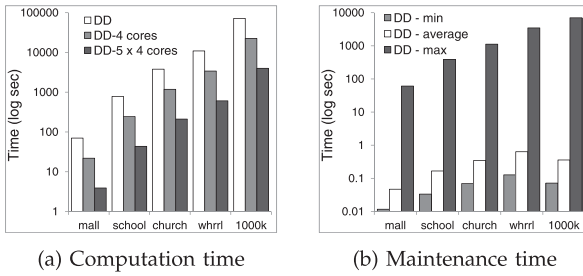 DD
DD-4 cores
DD-5 x 4 cores
Time (log sec)
100000
10000
1000
100
10
1
mall school church whrrl 1000k
(a) Computation time
DD - min
DD - average
DD - max
Time (log sec)
10000
1000
100
10
1
0.1
0.01
mall school church whrrl 1000k
(b) Maintenance time